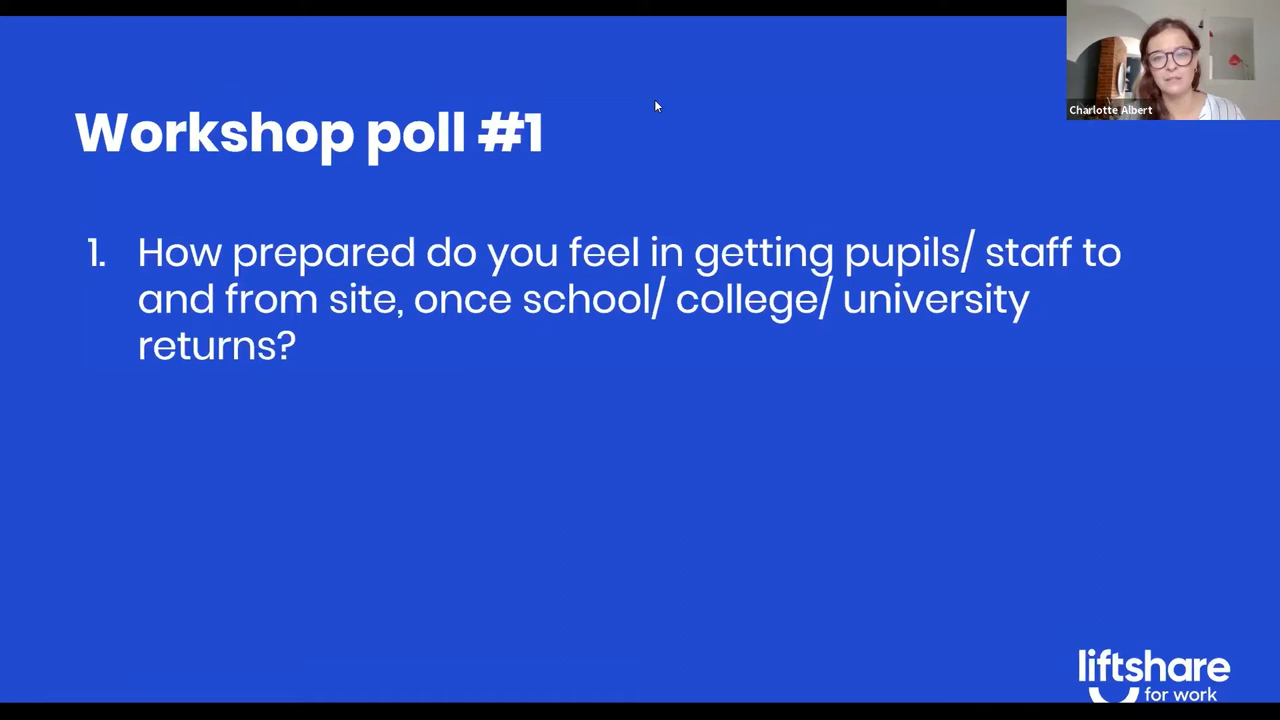 Charlotte Albert
Workshop poll #1
1. How prepared do you feel in getting pupils/ staff to
and from site, once school/ college/ university
returns?
liftshare
for work